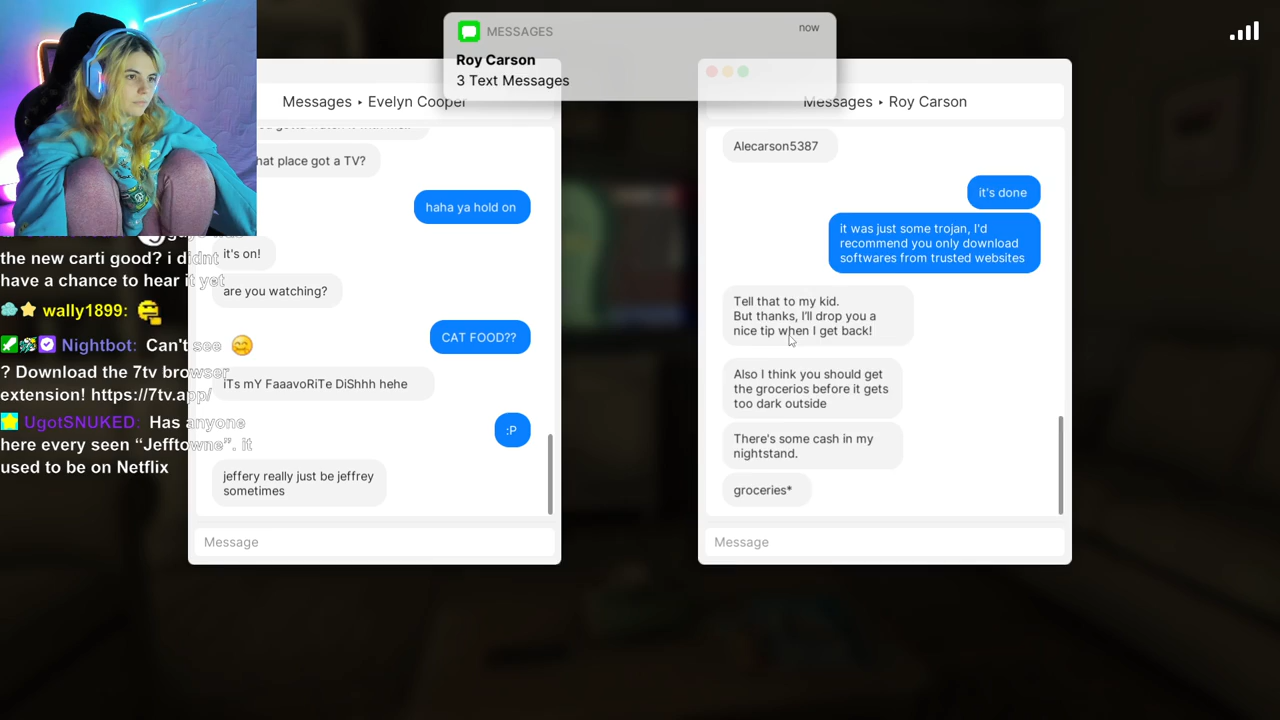 MESSAGES
now
Roy Carson
3 Text Messages
Messages ‣ Evelyn Cooper
hat place got a TV?
haha ya hold on
it's on!
are you watching?
CAT FOOD??
iTs mY FaaavoRiTe DiShhh hehe
:P
jeffery really just be jeffrey
sometimes
Message
Messages ‣ Roy Carson
Alecarson5387
it's done
it was just some trojan, I'd
recommend you only download
softwares from trusted websites
Tell that to my kid.
But thanks, I'll drop you a
nice tip when I get back!
Also I think you should get
the grocerios before it gets
too dark outside
There's some cash in my
nightstand.
groceries*
Message
the new carti good? i didnt
have a chance to hear it yet
wally1899:
Nightbot: Can't see
? Download the 7tv browser
extension! https://7tv.app/
UgotSNUKED: Has anyone
here every seen “Jefftowne”. it
used to be on Netflix